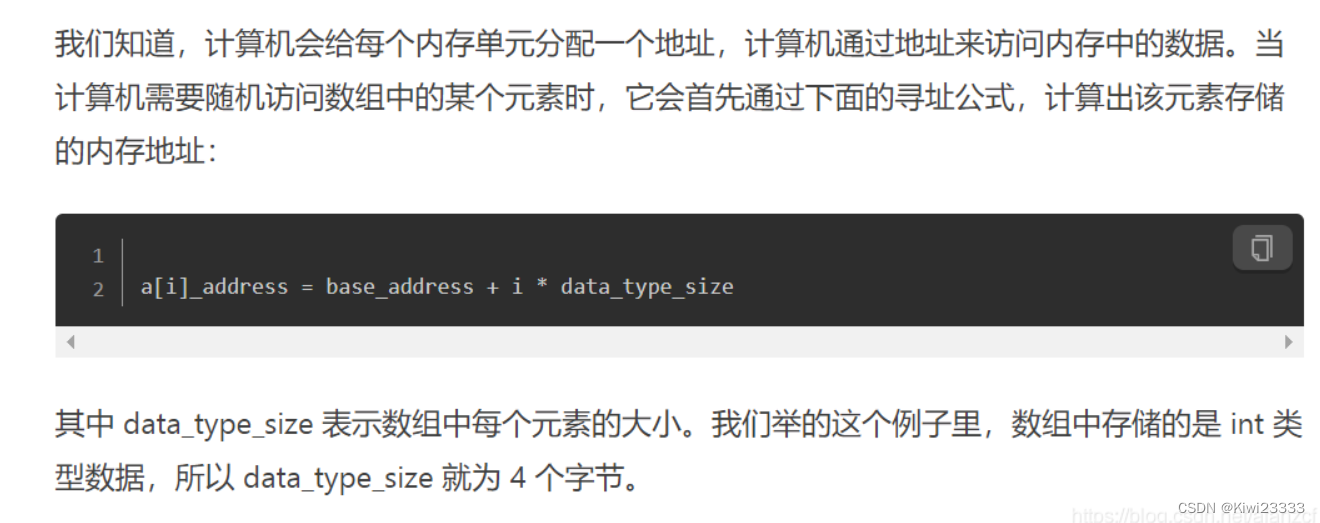 我们知道，计算机会给每个内存单元分配一个地址，计算机通过地址来访问内存中的数据。当
计算机需要随机访问数组中的某个元素时，它会首先通过下面的寻址公式，计算出该元素存储
的内存地址：
1
2 a[i]_address = base_address + i * data_type_size
其中 data_type_size 表示数组中每个元素的大小。我们举的这个例子里，数组中存储的是 int 类
型数据，所以 data_type_size 就为 4 个字节。
CSDN @Kiwi23333